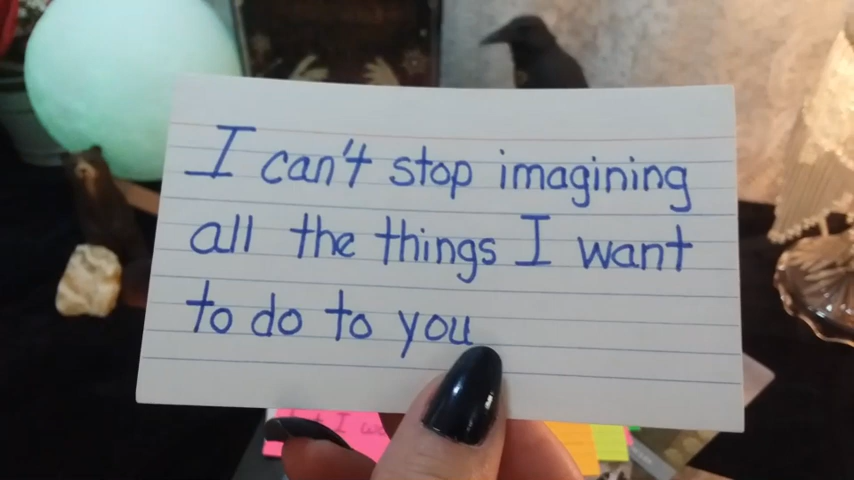 I can't stop imagining
all the things I want
to do to you
I